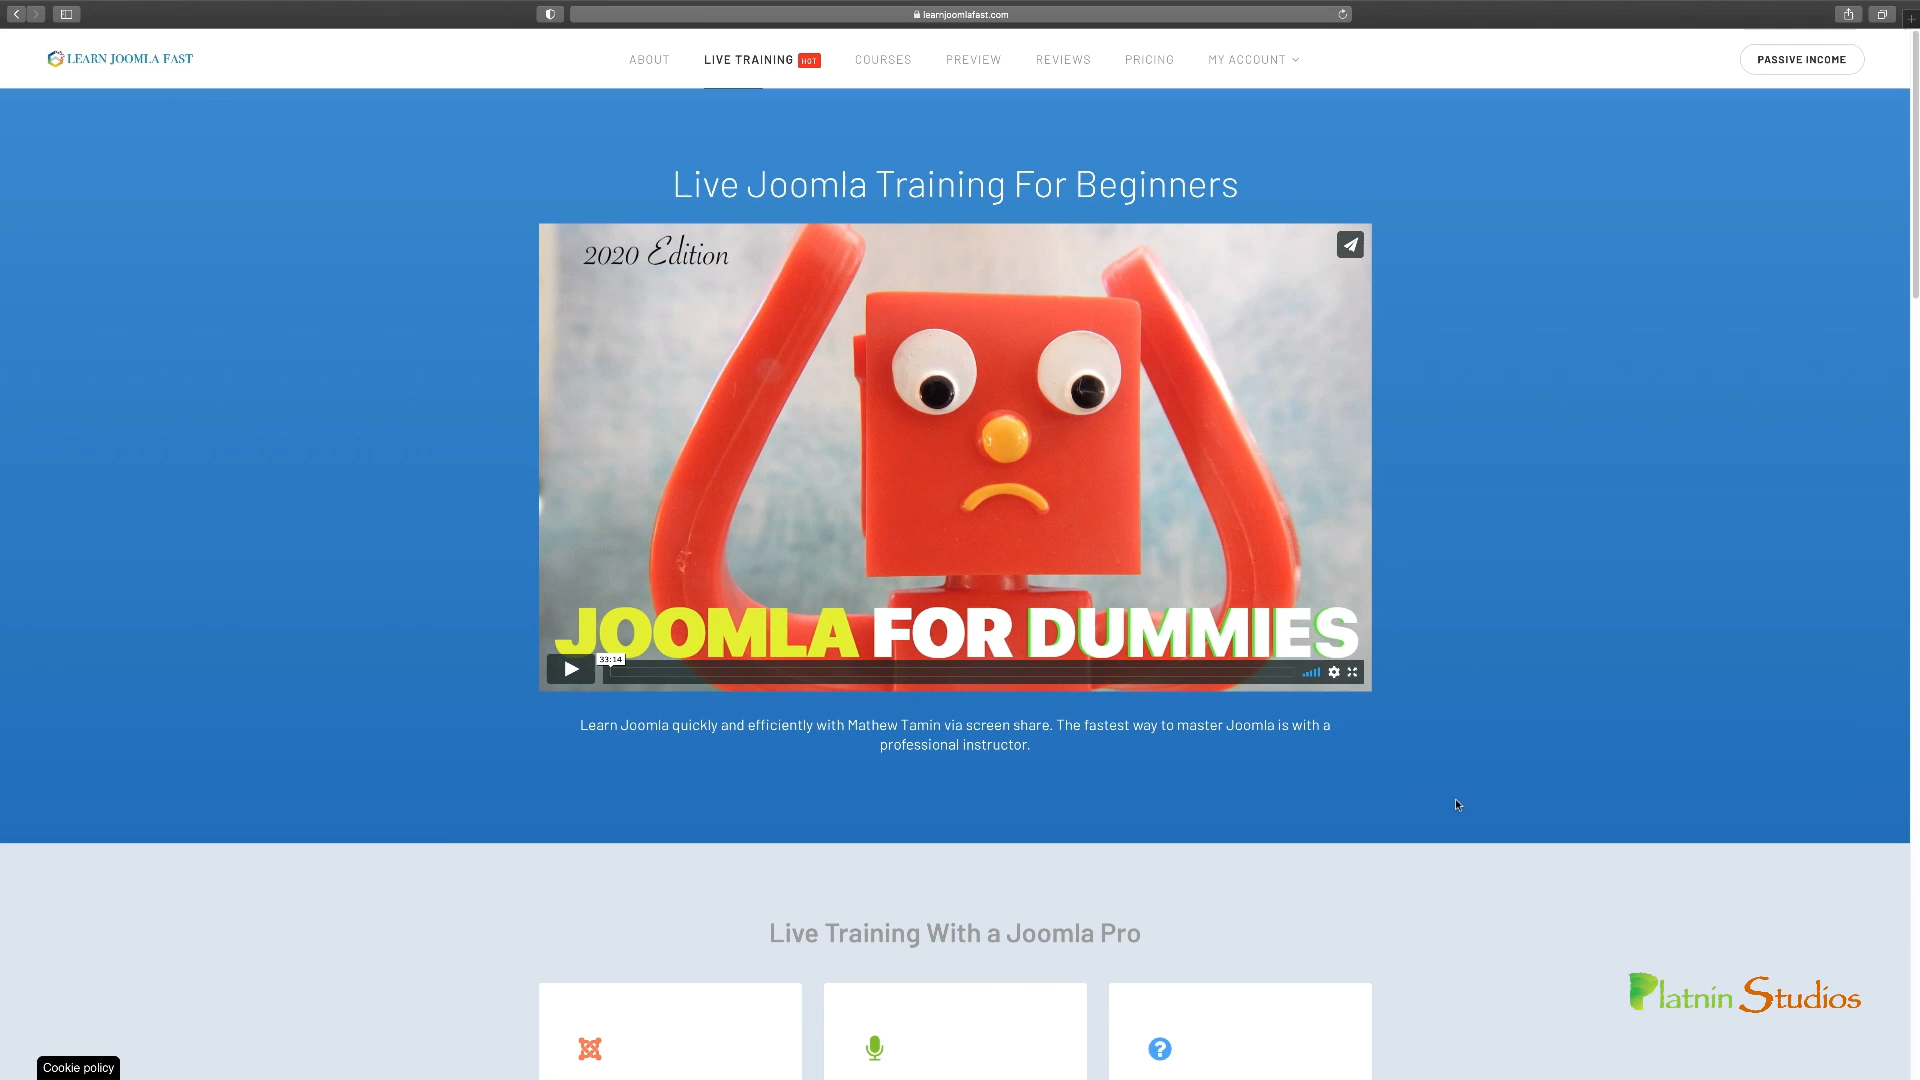 learnjoomlafast.com
LEARN JOOMLA FAST
ABOUT
LIVE TRAINING HOT
COURSES
PREVIEW
REVIEWS
PRICING
MY ACCOUNT
PASSIVE INCOME
Live Joomla Training For Beginners
2020 Edition
JOOMLA FOR DUMMIES
33:14
Learn Joomla quickly and efficiently with Mathew Tamin via screen share. The fastest way to master Joomla is with a
professional instructor.
Live Training With a Joomla Pro
Platnin Studios
Cookie policy